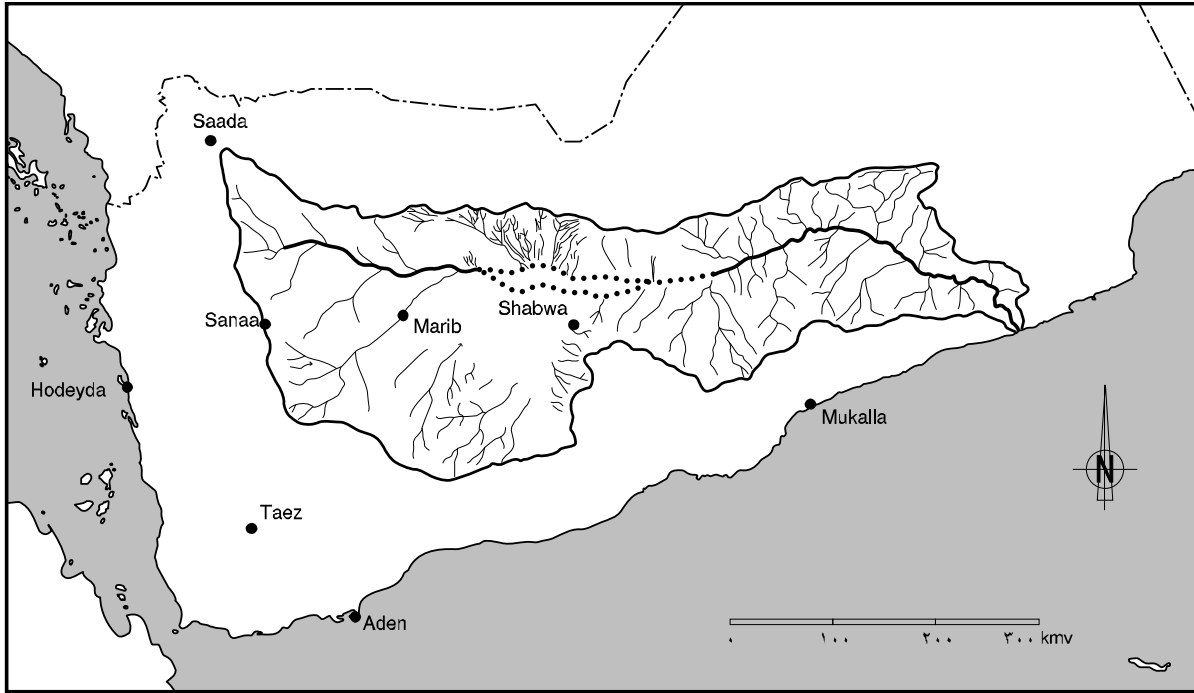 Saada
Sanaa
Marib
Shabwa
Hodeyda
Mukalla
Taez
Aden
N
٠ ١٠٠ ٢٠٠ ٣٠٠ kmv